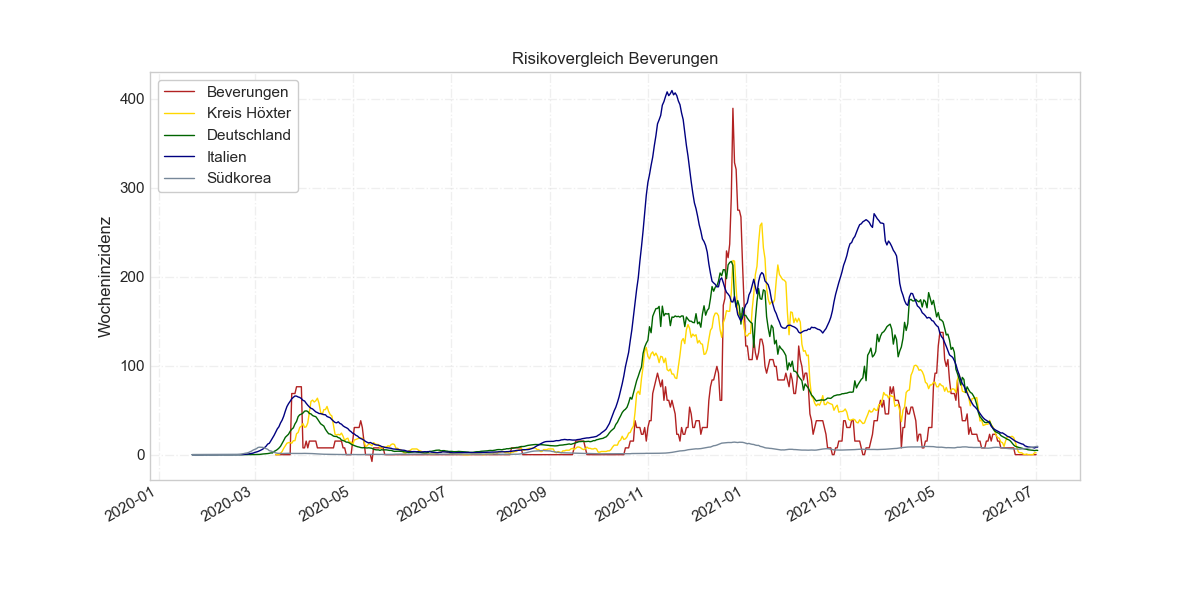 Risikovergleich Beverungen
Wocheninzidenz
400
300
200
100
0
Beverungen
Kreis Höxter
Deutschland
Italien
Südkorea
2020-01
2020-03
2020-05
2020-07
2020-09
2020-11
2021-01
2021-03
2021-05
2021-07